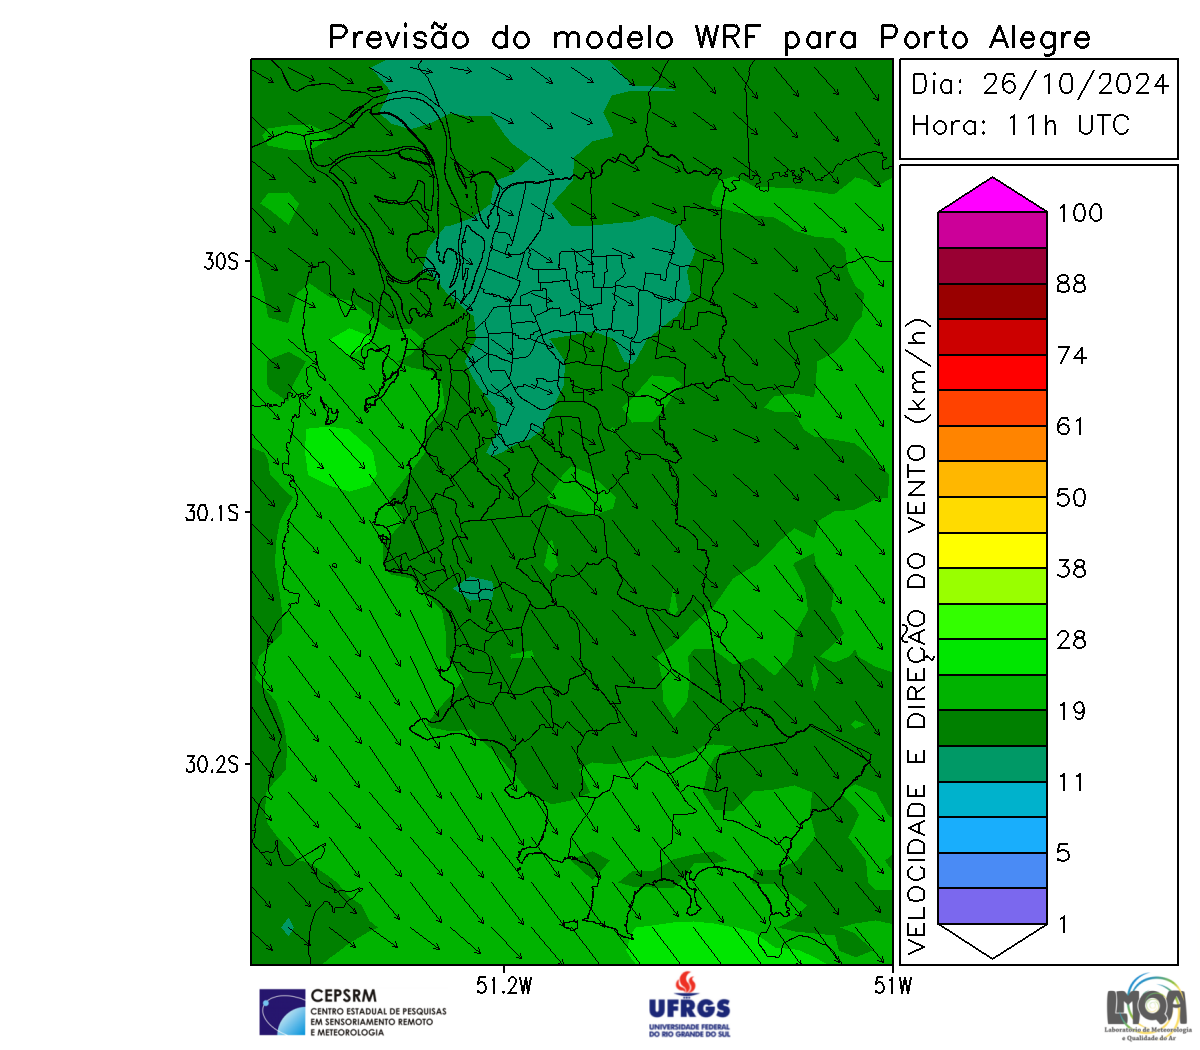 Previsão do modelo WRF para Porto Alegre
Dia: 26/10/2024
Hora: 11h UTC
30S
30.1S
30.2S
51.2W
51W
VELOCIDADE E DIREÇÃO DO VENTO (km/h)
100
88
74
61
50
38
28
19
11
5
1
CEPSRM
CENTRO ESTADUAL DE PESQUISAS
EM SENSORIAMENTO REMOTO
E METEOROLOGIA
UFRGS
UNIVERSIDADE FEDERAL
DO RIO GRANDE DO SUL
LMQA
Laboratório de Meteorologia
e Qualidade do Ar